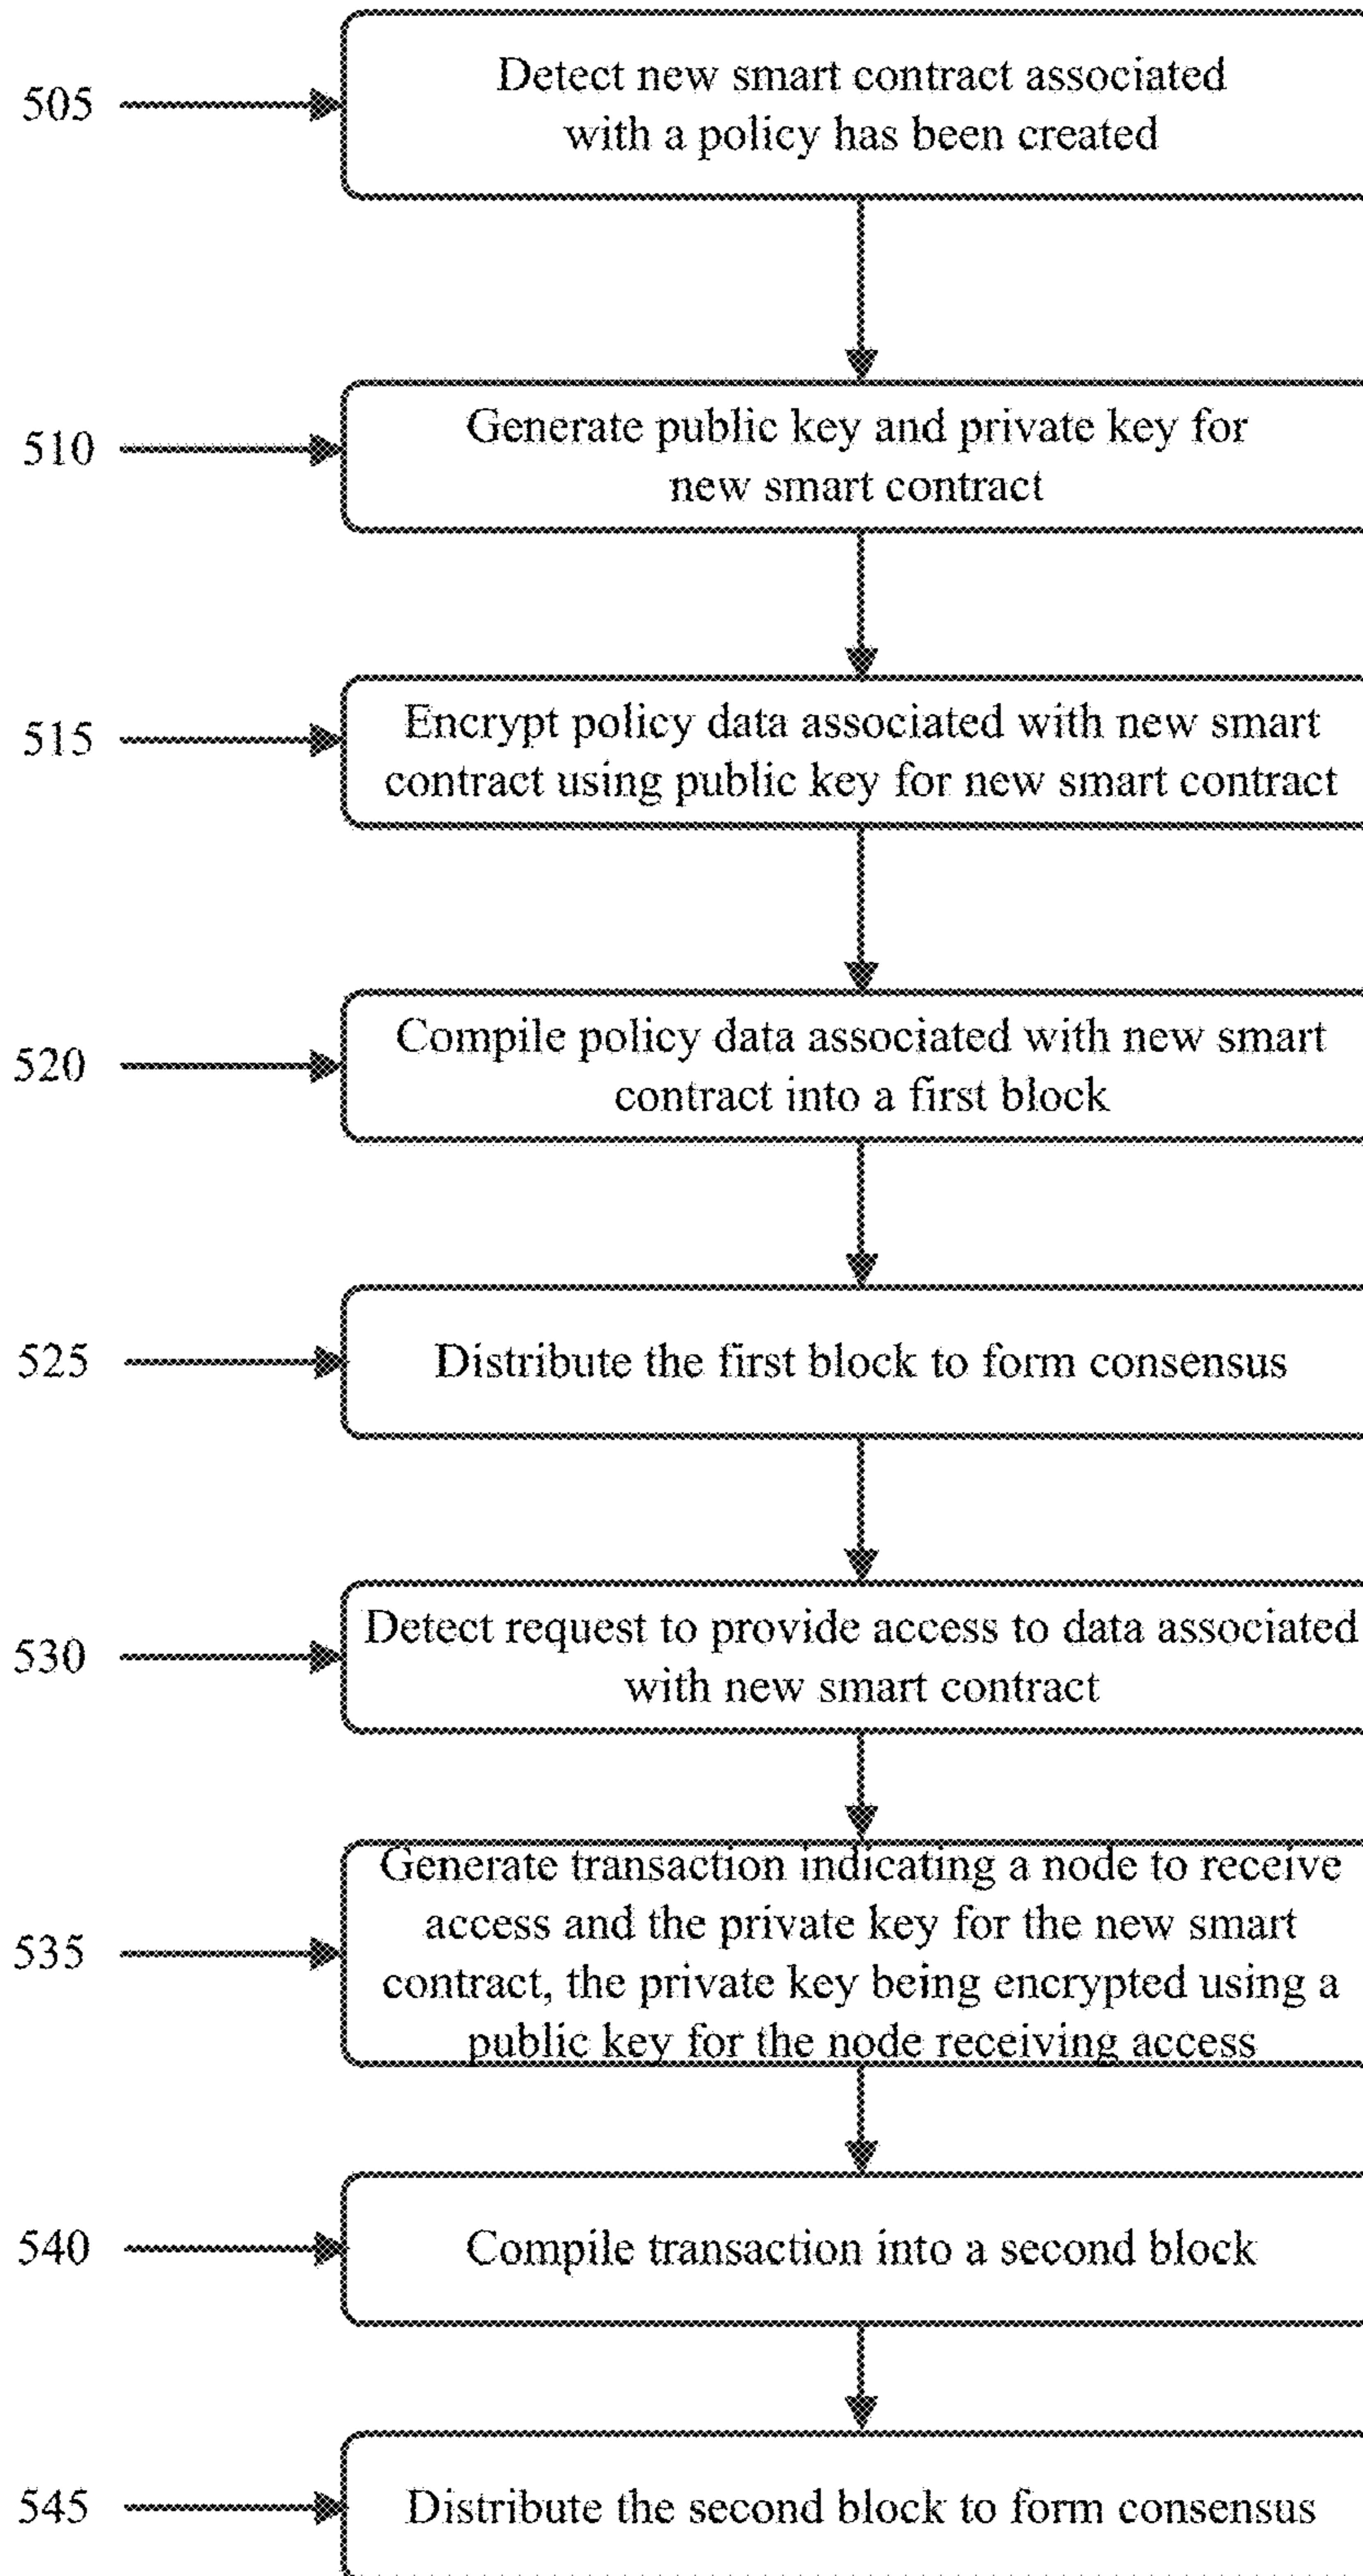 505
Detect new smart contract associated
with a policy has been created
510
Generate public key and private key for
new smart contract
515
Encrypt policy data associated with new smart
contract using public key for new smart contract
520
Compile policy data associated with new smart
contract into a first block
525
Distribute the first block to form consensus
530
Detect request to provide access to data associated
with new smart contract
535
Generate transaction indicating a node to receive
access and the private key for the new smart
contract, the private key being encrypted using a
public key for the node receiving access
540
Compile transaction into a second block
545
Distribute the second block to form consensus